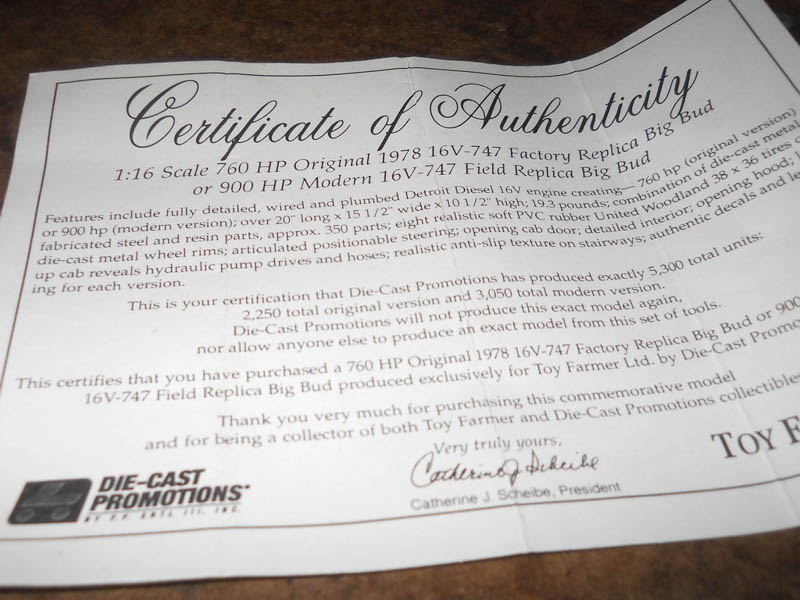 Certificate of Authenticity
1:16 Scale 760 HP Original 1978 16V-747 Factory Replica Big Bud
or 900 HP Modern 16V-747 Field Replica Big Bud
Features include fully detailed, wired and plumbed Detroit Diesel 16V engine creating— 760 hp (original version)
or 900 hp (modern version); over 20" long x 15 1/2" wide x 10 1/2" high; 19.3 pounds; combination of die-cast metal
fabricated steel and resin parts, approx. 350 parts; eight realistic soft PVC rubber United Woodland 38 x 36 tires
die-cast metal wheel rims; articulated positionable steering; opening cab door; detailed interior; opening hood;
up cab reveals hydraulic pump drives and hoses; realistic anti-slip texture on stairways; authentic decals and le
ing for each version.
This is your certification that Die-Cast Promotions has produced exactly 5,300 total units:
2,250 total original version and 3,050 total modern version.
Die-Cast Promotions will not produce this exact model again,
nor allow anyone else to produce an exact model from this set of tools.
This certifies that you have purchased a 760 HP Original 1978 16V-747 Factory Replica Big Bud or 900
16V-747 Field Replica Big Bud produced exclusively for Toy Farmer Ltd. by Die-Cast Promo
Thank you very much for purchasing this commemorative model
and for being a collector of both Toy Farmer and Die-Cast Promotions collectibles
Very truly yours,
Catherine J Scheibe
Catherine J. Scheibe, President
TOY F
DIE-CAST
PROMOTIONS
BY J.F. ERTL III, INC.